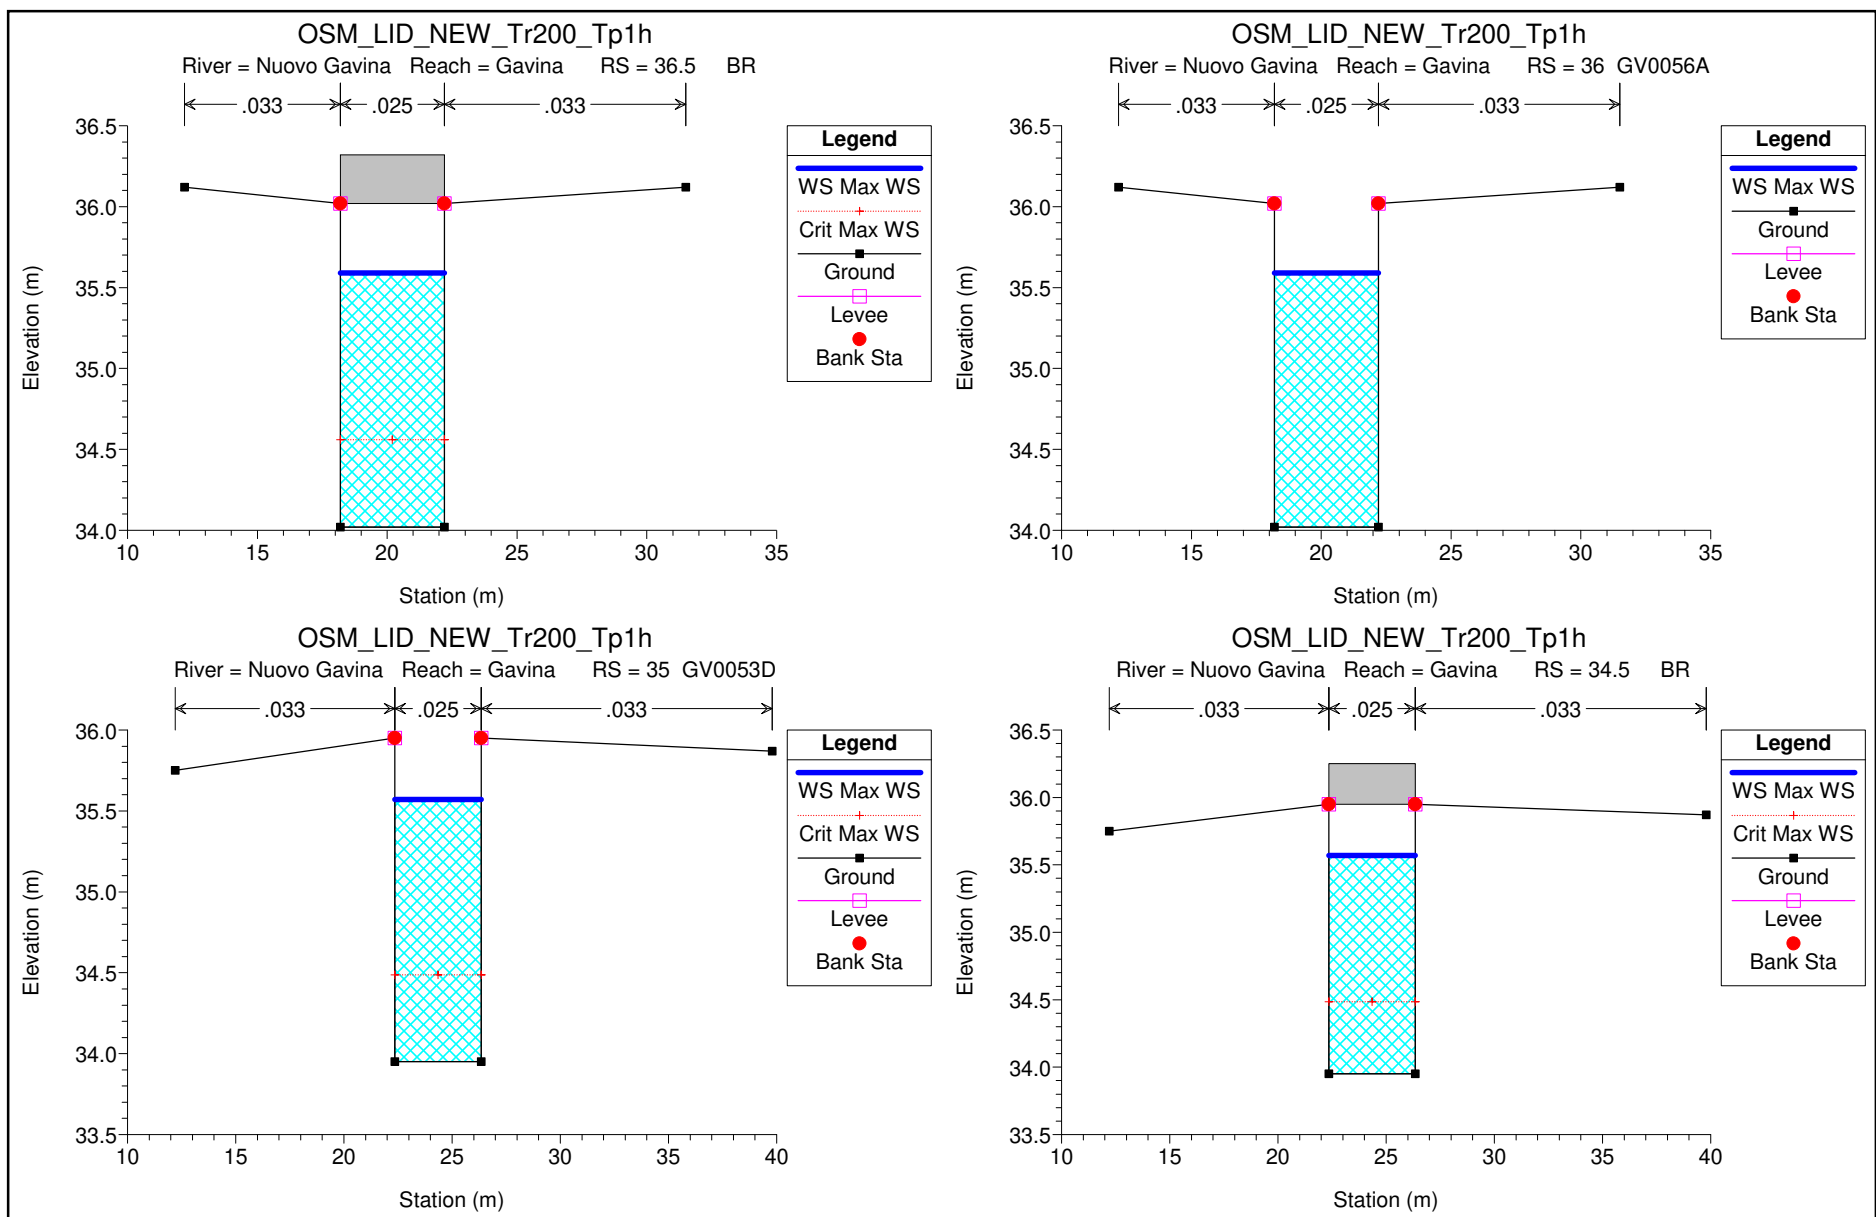 OSM_LID_NEW_Tr200_Tp1h
River = Nuovo Gavina Reach = Gavina RS = 36.5 BR
.033 .025 .033
36.5
36.0
35.5
35.0
34.5
34.0
10 15 20 25 30 35
Elevation (m)
Station (m)
Legend
WS Max WS
Crit Max WS
Ground
Levee
Bank Sta
OSM_LID_NEW_Tr200_Tp1h
River = Nuovo Gavina Reach = Gavina RS = 36 GV0056A
.033 .025 .033
36.5
36.0
35.5
35.0
34.5
34.0
10 15 20 25 30 35
Elevation (m)
Station (m)
Legend
WS Max WS
Ground
Levee
Bank Sta
OSM_LID_NEW_Tr200_Tp1h
River = Nuovo Gavina Reach = Gavina RS = 35 GV0053D
.033 .025 .033
36.0
35.5
35.0
34.5
34.0
33.5
10 15 20 25 30 35 40
Elevation (m)
Station (m)
Legend
WS Max WS
Crit Max WS
Ground
Levee
Bank Sta
OSM_LID_NEW_Tr200_Tp1h
River = Nuovo Gavina Reach = Gavina RS = 34.5 BR
.033 .025 .033
36.5
36.0
35.5
35.0
34.5
34.0
33.5
10 15 20 25 30 35 40
Elevation (m)
Station (m)
Legend
WS Max WS
Crit Max WS
Ground
Levee
Bank Sta